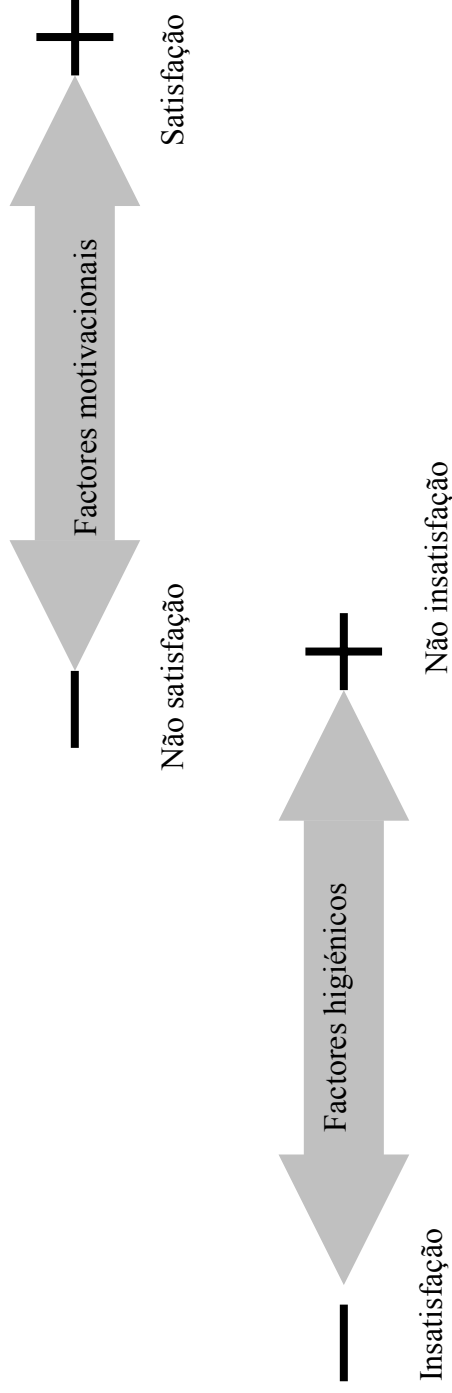 Factores motivacionais
Não satisfação
Satisfação
Factores higiénicos
Insatisfação
Não insatisfação